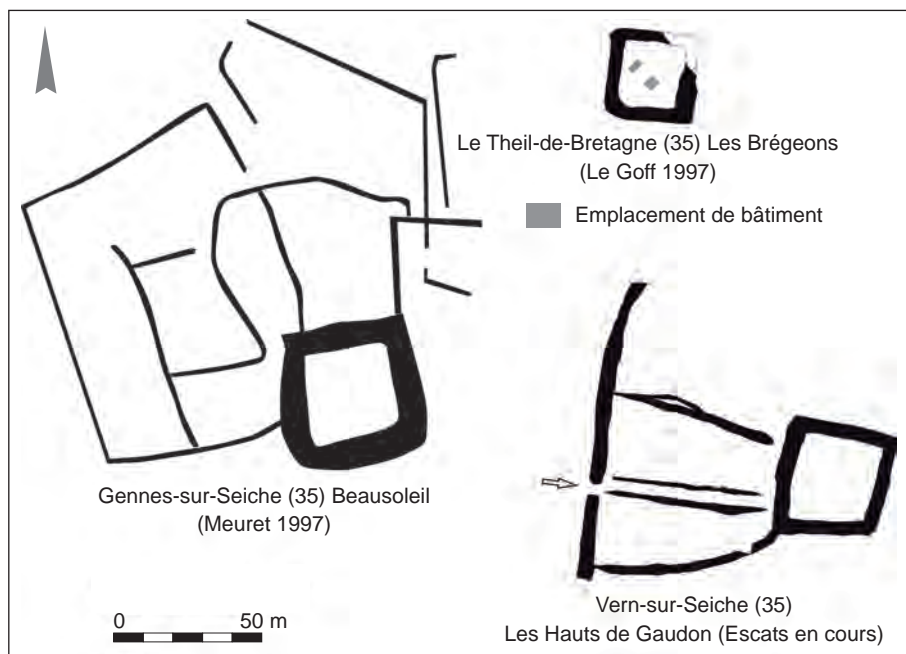 Le Theil-de-Bretagne (35) Les Brégeons
(Le Goff 1997)
Emplacement de bâtiment
Gennes-sur-Seiche (35) Beausoleil
(Meuret 1997)
0 50 m
Vern-sur-Seiche (35)
Les Hauts de Gaudon (Escats en cours)